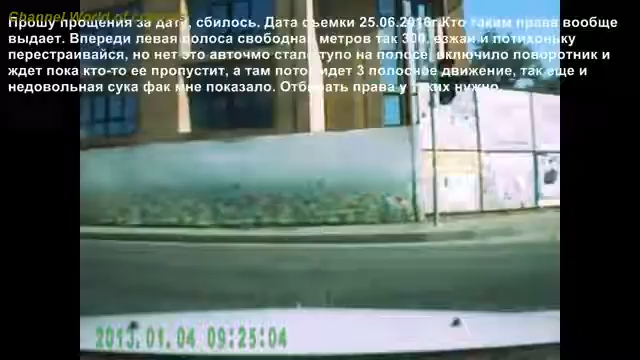 Channel World of
Прошу прощения за дату, сбилось. Дата съемки 25.06.2016г. Кто таким права вообще
выдает. Впереди левая полоса свободная метров так 300, езжай и потихоньку
перестраивайся, но нет это авточмо стало тупо на полосе, включило поворотник и
ждет пока кто-то ее пропустит, а там поток идет 3 полосное движение, так еще и
недовольная сука фак мне показало. Отбирать права у таких нужно.
2013.01.04 09:25:04